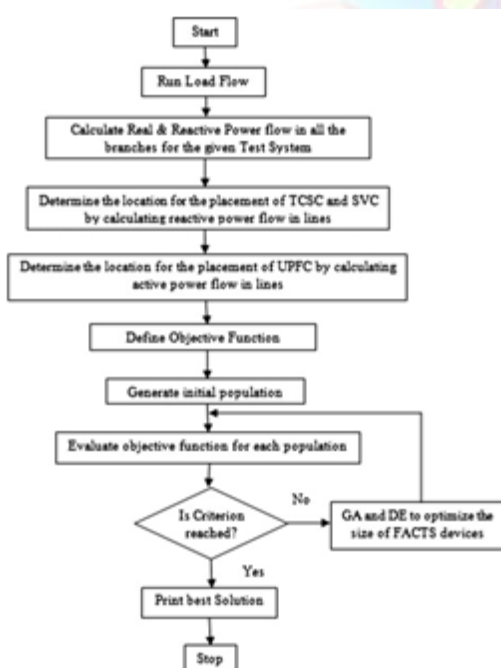 Start
Run Load Flow
Calculate Real & Reactive Power flow in all the
branches for the given Test System
Determine the location for the placement of TCSC and SVC
by calculating reactive power flow in lines
Determine the location for the placement of UPFC by calculating
active power flow in lines
Define Objective Function
Generate initial population
Evaluate objective function for each population
Is Criterion
reached?
No
GA and DE to optimize the
size of FACTS devices
Yes
Print best Solution
Stop